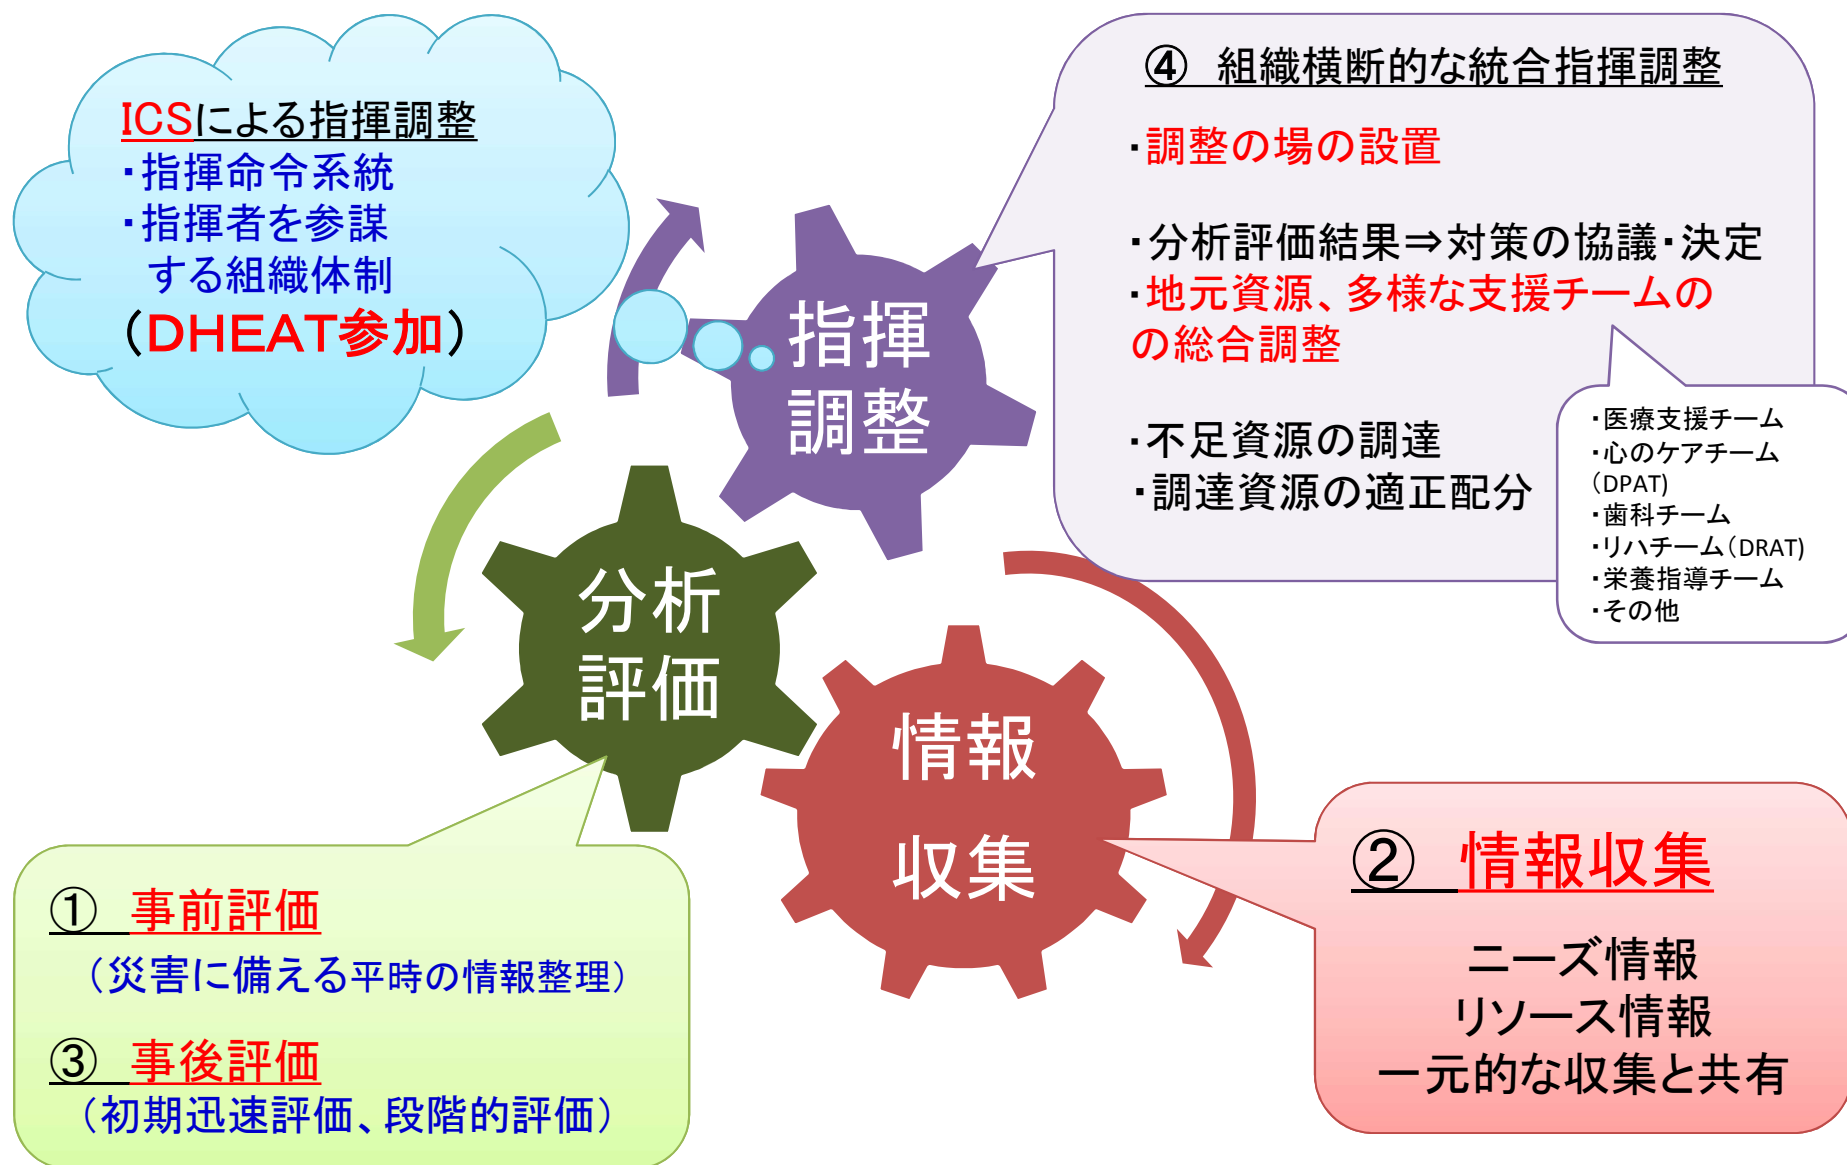 ICSによる指揮調整
・指揮命令系統
・指揮者を参謀
する組織体制
（DHEAT参加）
④　組織横断的な統合指揮調整
・調整の場の設置
・分析評価結果⇒対策の協議・決定
・地元資源、多様な支援チームの
の総合調整
・不足資源の調達
・調達資源の適正配分
・医療支援チーム
・心のケアチーム
（DPAT)
・歯科チーム
・リハチーム（DRAT)
・栄養指導チーム
・その他
指揮
調整
分析
評価
情報
収集
①　事前評価
（災害に備える平時の情報整理）
③　事後評価
（初期迅速評価、段階的評価）
②　情報収集
ニーズ情報
リソース情報
一元的な収集と共有